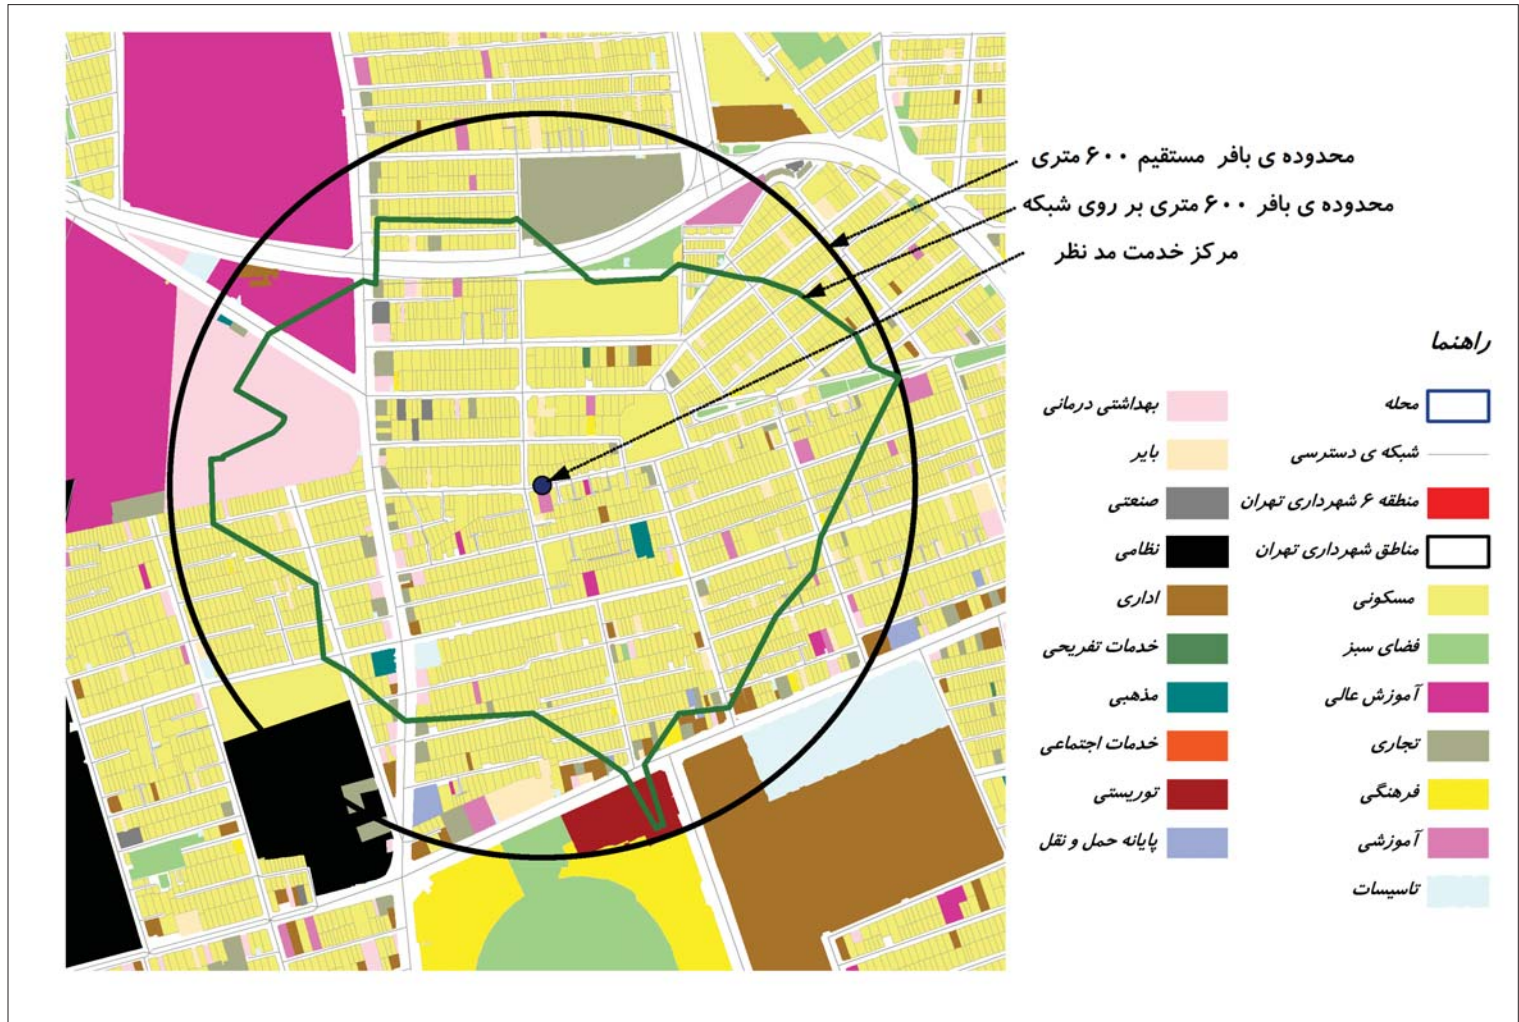 محدوده ی بافر مستقیم ۶۰۰ متری
محدوده ی بافر ۶۰۰ متری بر روی شبکه
مرکز خدمت مد نظر
راهنما
محله
شبکه ی دسترسی
منطقه ۶ شهرداری تهران
مناطق شهرداری تهران
مسکونی
فضای سبز
آموزش عالی
تجاری
فرهنگی
آموزشی
تاسیسات
بهداشتی درمانی
بایر
صنعتی
نظامی
اداری
خدمات تفریحی
مذهبی
خدمات اجتماعی
توریستی
پایانه حمل و نقل